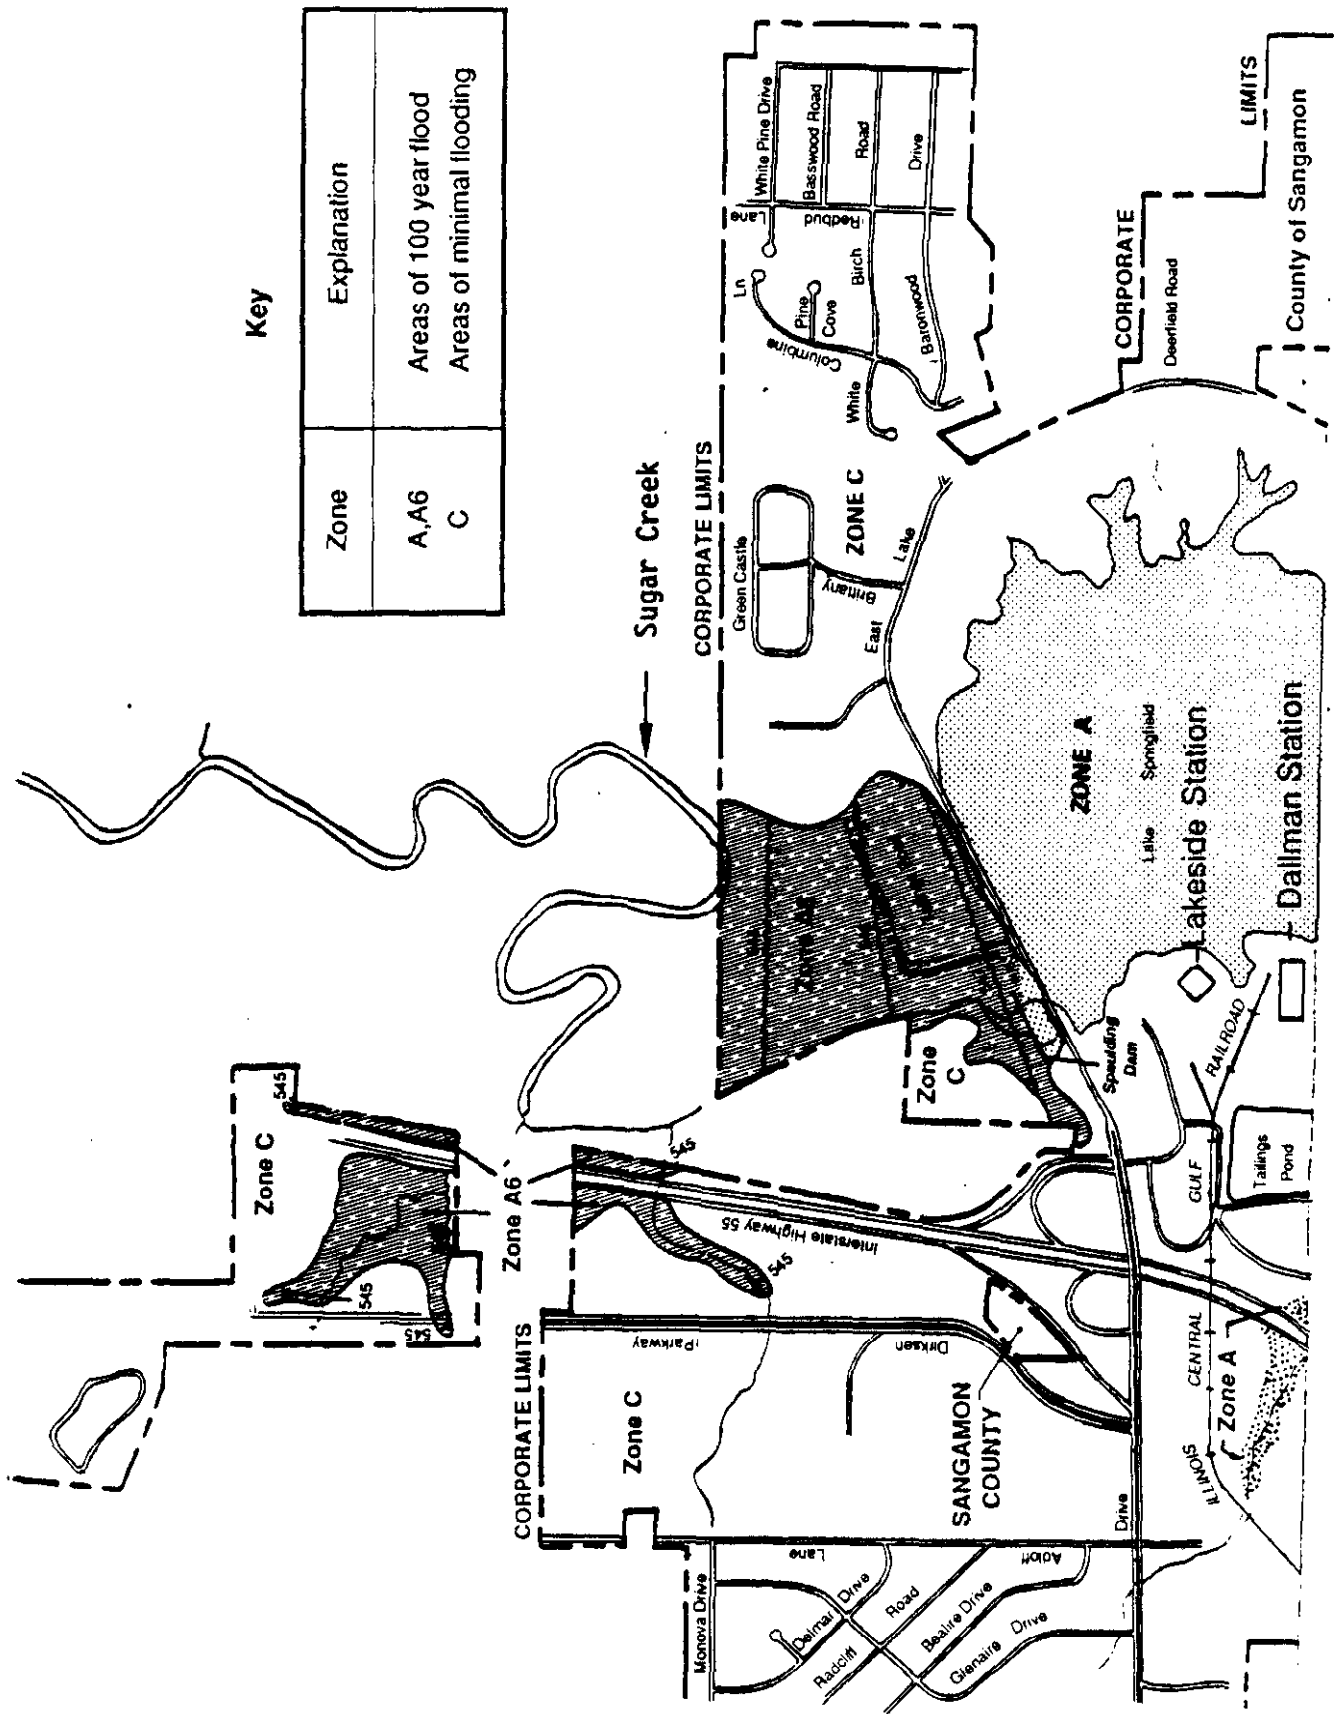 Key
Zone
Explanation
A,A6
Areas of 100 year flood
C
Areas of minimal flooding
Sugar Creek
CORPORATE LIMITS
White Pine Drive
Lane
Basswood Road
Redbud
Road
Drive
Ln
Pine
Cove
Columbine
Birch
White
Baronwood
Green Castle
Brittany
ZONE C
East
Lake
CORPORATE
LIMITS
Deerfield Road
County of Sangamon
ZONE A
Lake
Springfield
Lakeside Station
Dallman Station
Zone C
545
545
545
Zone A6
545
545
Interstate Highway 55
Zone
C
Spaulding
Dam
RAILROAD
GULF
CENTRAL
ILLINOIS
Tailings
Pond
Zone A
CORPORATE LIMITS
Zone C
Dirksen
Parkway
SANGAMON
COUNTY
Drive
Monova Drive
Lane
Adloff
Delmar
Drive
Radcliff
Road
Bealire Drive
Glenaire
Drive